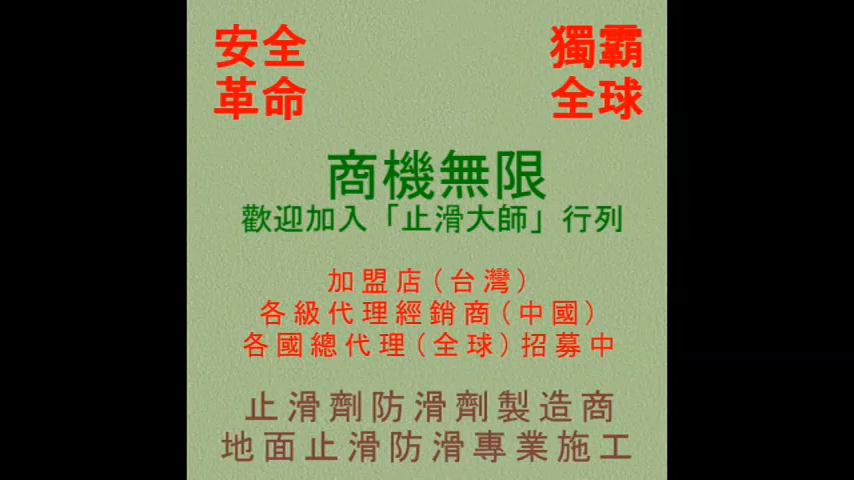 安全 獨霸
革命 全球
商機無限
歡迎加入「止滑大師」行列
加盟店(台灣)
各級代理經銷商(中國)
各國總代理(全球)招募中
止滑劑防滑劑製造商
地面止滑防滑專業施工